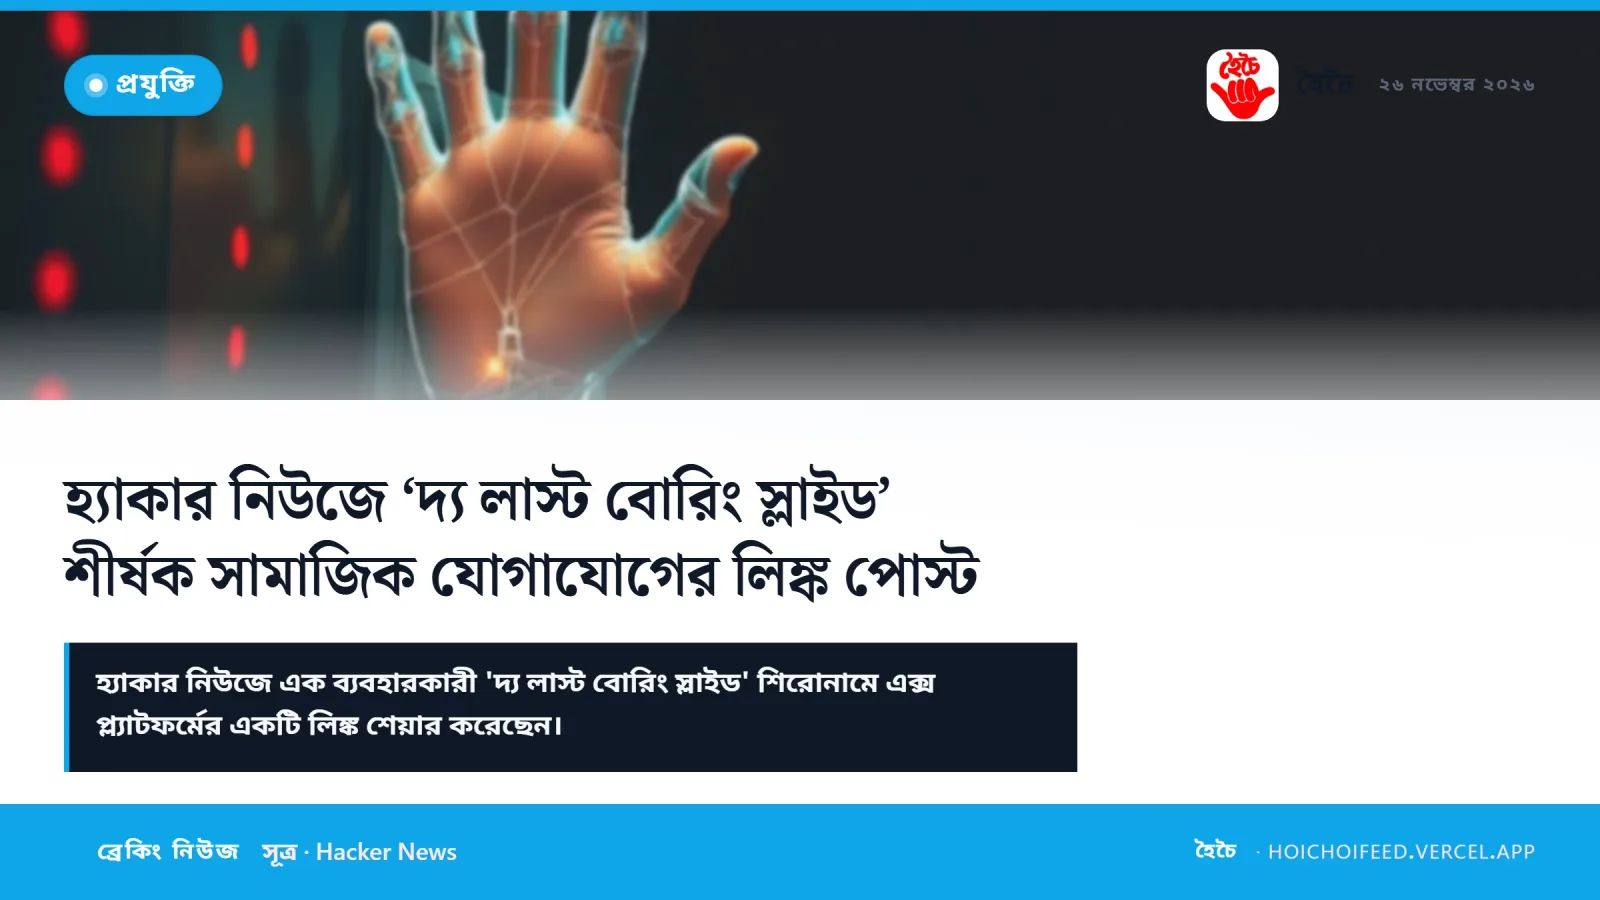 প্রযুক্তি
হৈচৈ
হৈচৈ ২৬ নভেম্বর ২০২৬
হ্যাকার নিউজে ‘দ্য লাস্ট বোরিং স্লাইড’
শীর্ষক সামাজিক যোগাযোগের লিঙ্ক পোস্ট
হ্যাকার নিউজে এক ব্যবহারকারী 'দ্য লাস্ট বোরিং স্লাইড' শিরোনামে এক্স
প্ল্যাটফর্মের একটি লিঙ্ক শেয়ার করেছেন।
ব্রেকিং নিউজ সূত্র · Hacker News
হৈচৈ · HOICHOIFEED.VERCEL.APP